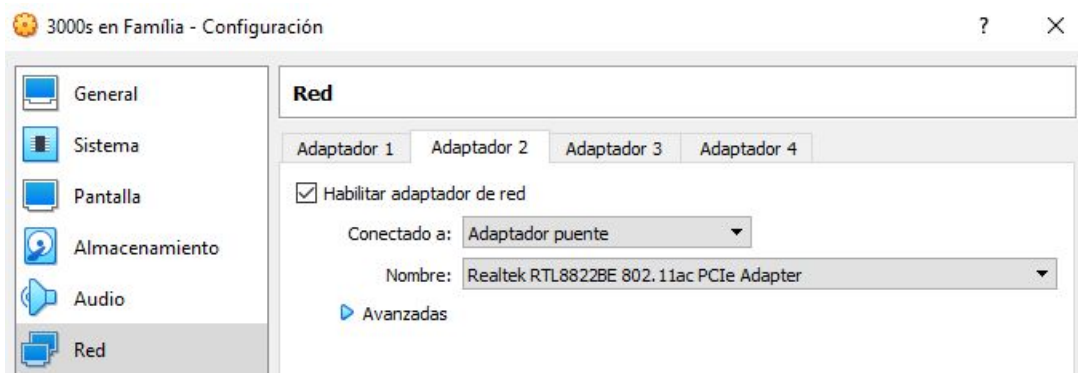 3000s en Família - Configuración ?
General
Sistema
Pantalla
Almacenamiento
Audio
Red
Red
Adaptador 1 Adaptador 2 Adaptador 3 Adaptador 4
Habilitar adaptador de red
Conectado a: Adaptador puente
Nombre: Realtek RTL8822BE 802.11ac PCIe Adapter
Avanzadas